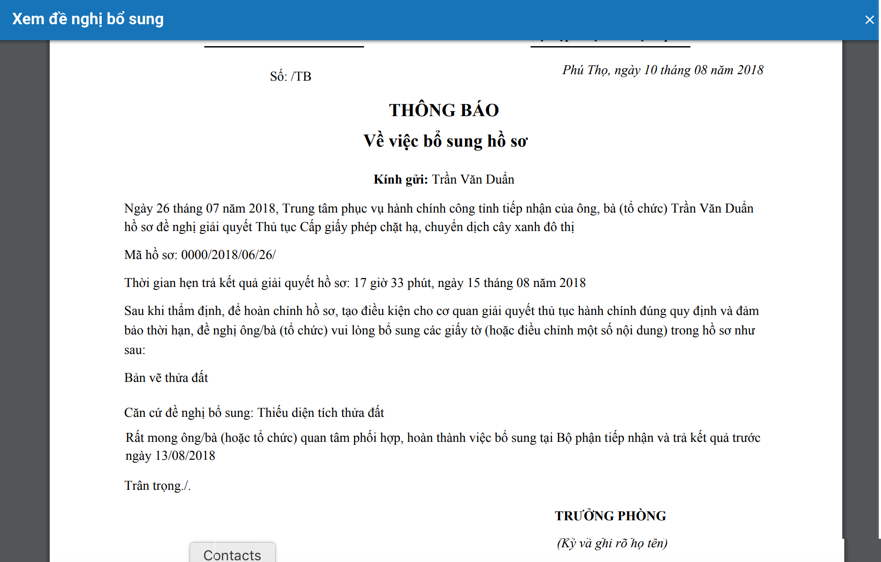 Xem đề nghị bổ sung
Số: /TB
Phú Thọ, ngày 10 tháng 08 năm 2018
THÔNG BÁO
Về việc bổ sung hồ sơ
Kính gửi: Trần Văn Duẩn
Ngày 26 tháng 07 năm 2018, Trung tâm phục vụ hành chính công tỉnh tiếp nhận của ông, bà (tổ chức) Trần Văn Duẩn
hồ sơ đề nghị giải quyết Thủ tục Cấp giấy phép chặt hạ, chuyển dịch cây xanh đô thị
Mã hồ sơ: 0000/2018/06/26/
Thời gian hẹn trả kết quả giải quyết hồ sơ: 17 giờ 33 phút, ngày 15 tháng 08 năm 2018
Sau khi thẩm định, để hoàn chỉnh hồ sơ, tạo điều kiện cho cơ quan giải quyết thủ tục hành chính đúng quy định và đảm
bảo thời hạn, đề nghị ông/bà (tổ chức) vui lòng bổ sung các giấy tờ (hoặc điều chỉnh một số nội dung) trong hồ sơ như
sau:
Bản vẽ thửa đất
Căn cứ đề nghị bổ sung: Thiếu diện tích thửa đất
Rất mong ông/bà (hoặc tổ chức) quan tâm phối hợp, hoàn thành việc bổ sung tại Bộ phận tiếp nhận và trả kết quả trước
ngày 13/08/2018
Trân trọng./.
TRƯỞNG PHÒNG
(Ký và ghi rõ họ tên)
Contacts